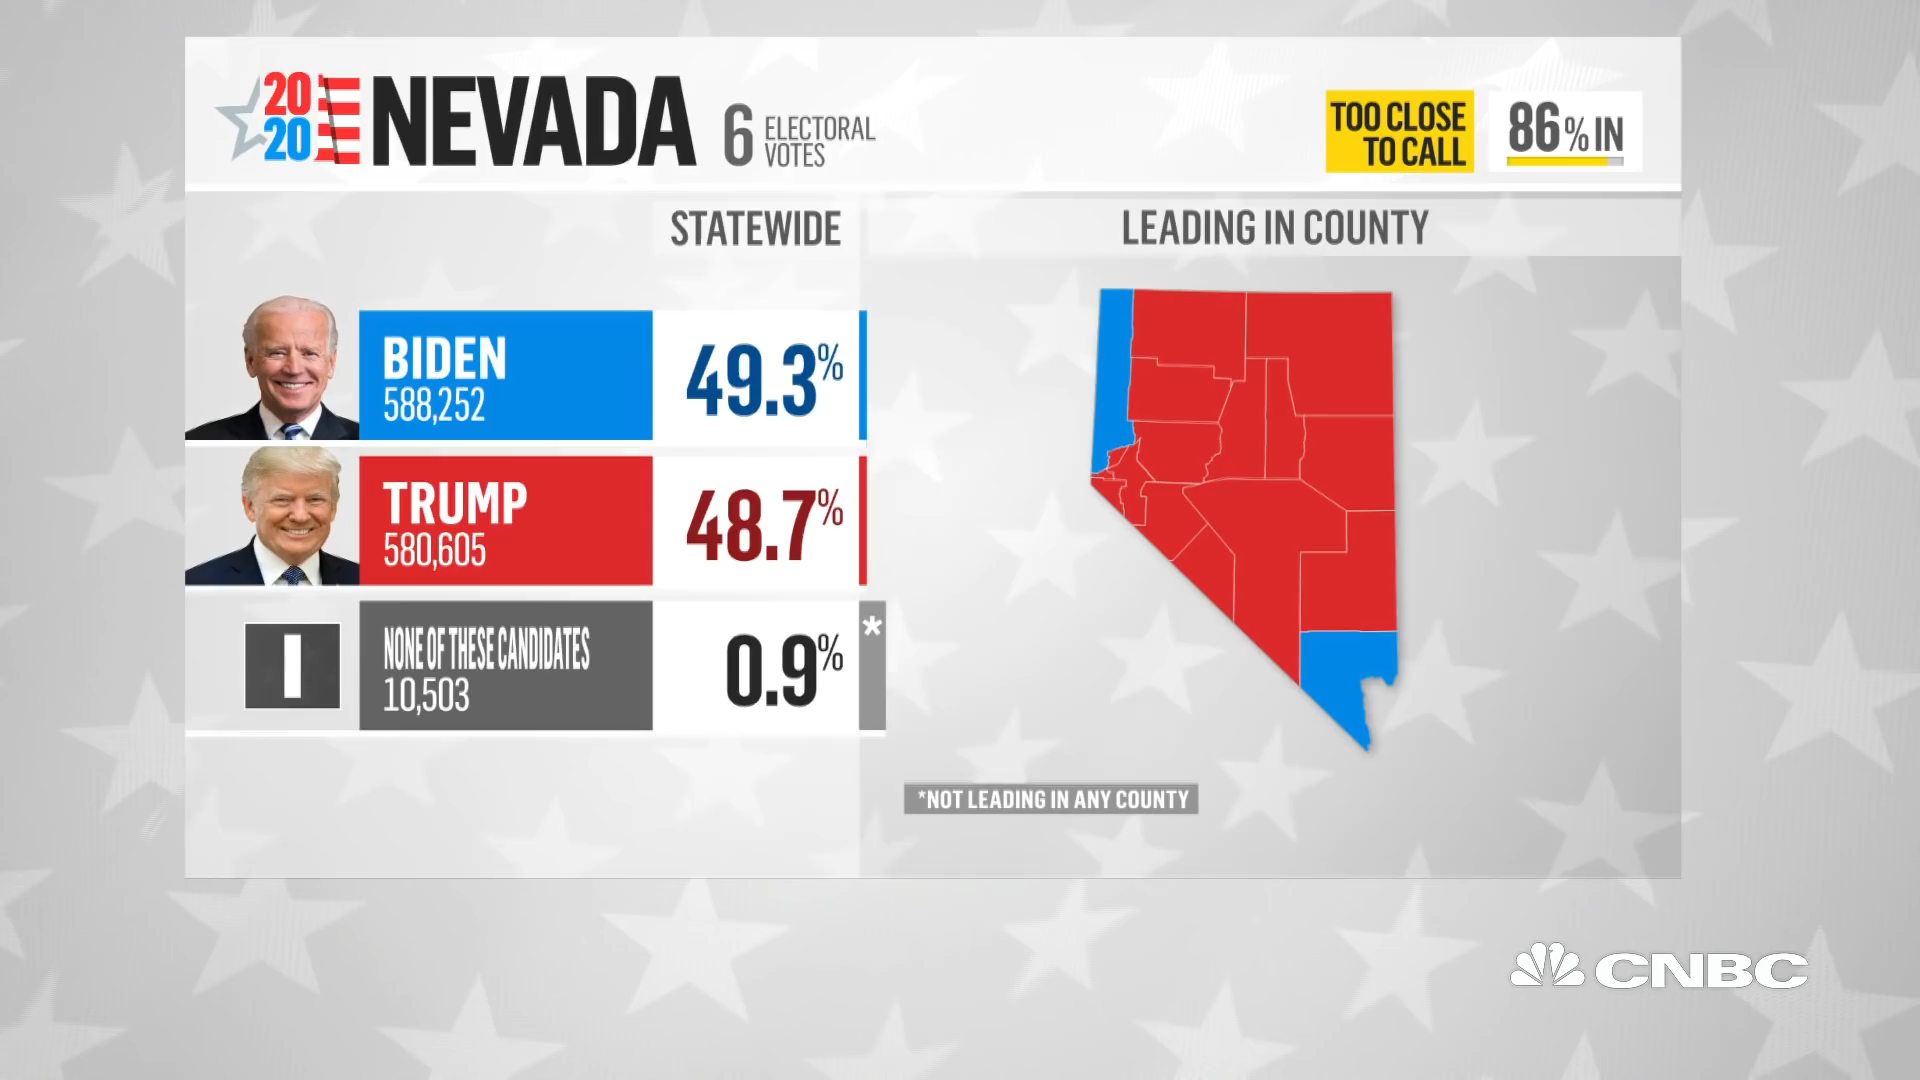 20
20
NEVADA
6
ELECTORAL
VOTES
TOO CLOSE
TO CALL
86% IN
STATEWIDE
LEADING IN COUNTY
BIDEN
588,252
49.3%
TRUMP
580,605
48.7%
I
NONE OF THESE CANDIDATES
10,503
0.9%
*
*NOT LEADING IN ANY COUNTY
CNBC